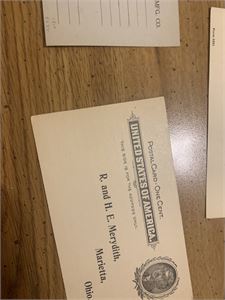 MFG. CO.
POSTAL CARD—ONE CENT.
UNITED STATES OF AMERICA.
THIS SIDE IS FOR THE ADDRESS ONLY.
R. and H. E. Merydith,
Marietta,
Ohio